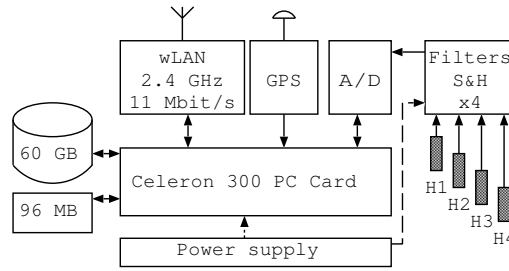 wLAN
2.4 GHz
11 Mbit/s
GPS
A/D
Filters
S&H
x4
60 GB
96 MB
Celeron 300 PC Card
H1
H2
H3
H4
Power supply